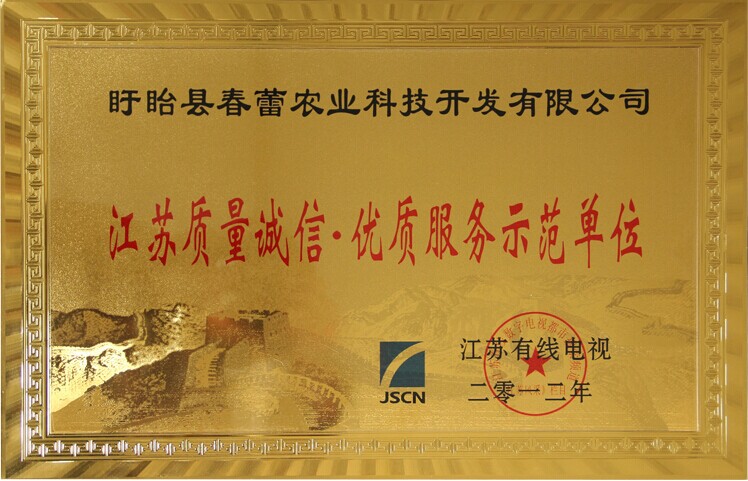 盱眙县春蕾农业科技开发有限公司
江苏质量诚信·优质服务示范单位
JSCN
江苏有线电视
二零一二年